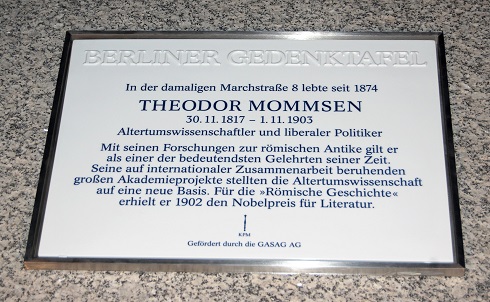 BERLINER GEDENKTAFEL
In der damaligen Marchstraße 8 lebte seit 1874
THEODOR MOMMSEN
30. 11. 1817 – 1. 11. 1903
Altertumswissenschaftler und liberaler Politiker
Mit seinen Forschungen zur römischen Antike gilt er
als einer der bedeutendsten Gelehrten seiner Zeit.
Seine auf internationaler Zusammenarbeit beruhenden
großen Akademieprojekte stellten die Altertumswissenschaft
auf eine neue Basis. Für die »Römische Geschichte«
erhielt er 1902 den Nobelpreis für Literatur.
KPM
Gefördert durch die GASAG AG